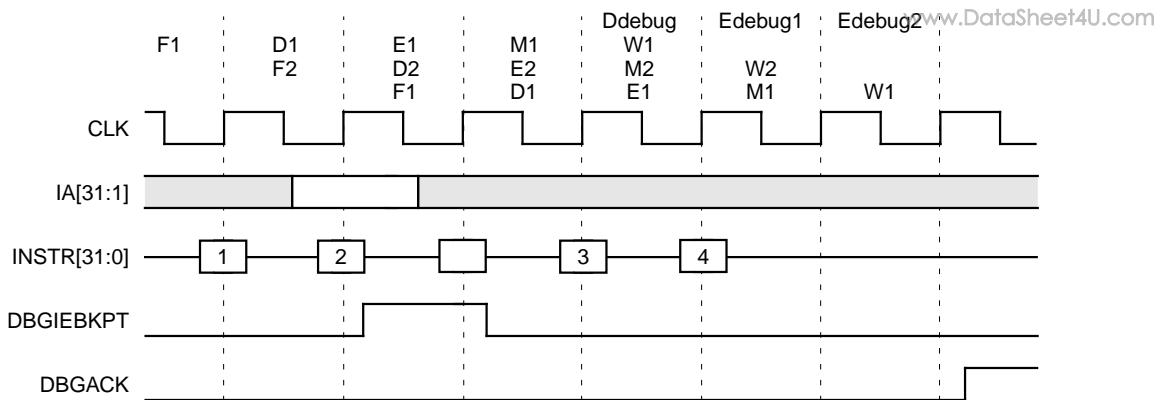 www.DataSheet4U.com
Ddebug Edebug1 Edebug2
F1 D1 E1 M1 W1
F2 D2 E2 M2 W2
F1 D1 E1 M1 W1
CLK
IA[31:1]
INSTR[31:0] 1 2 3 4
DBGIEBKPT
DBGACK